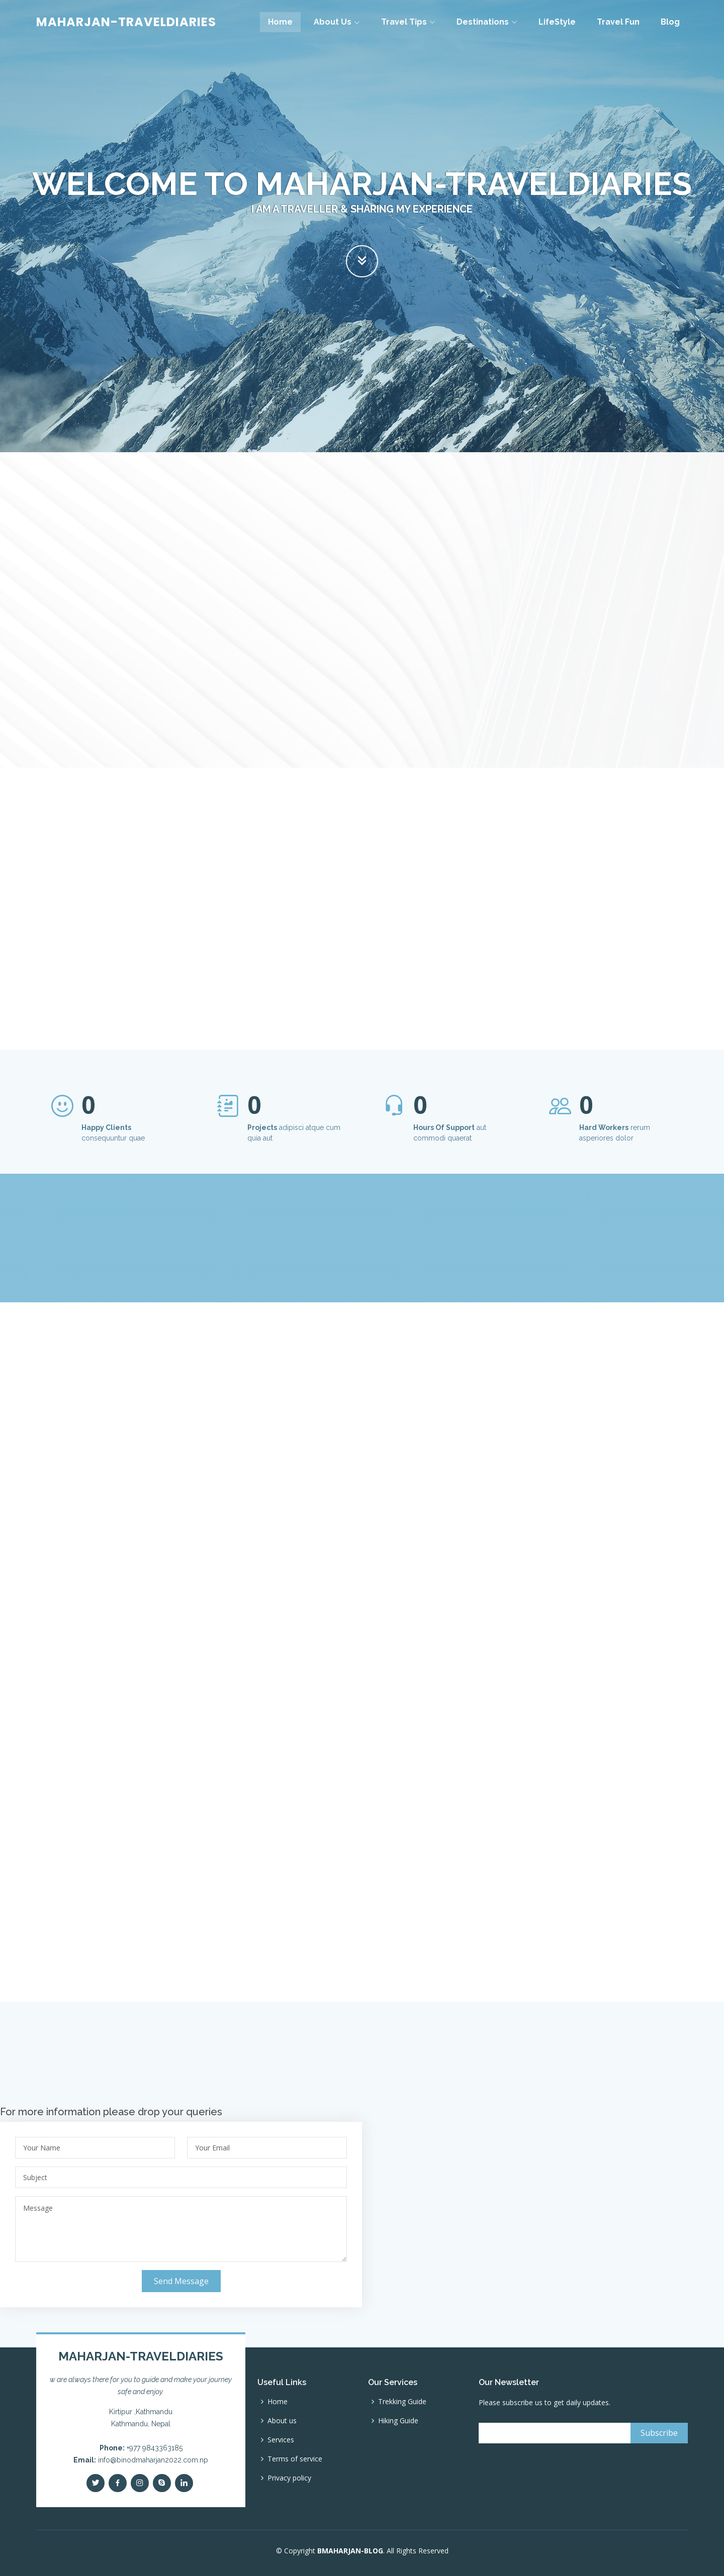 MAHARJAN-TRAVELDIARIES
Home About Us Travel Tips Destinations LifeStyle Travel Fun Blog
WELCOME TO MAHARJAN-TRAVELDIARIES
I AM A TRAVELLER & SHARING MY EXPERIENCE
0
Happy Clients
consequuntur quae
0
Projects adipisci atque cum
quia aut
0
Hours Of Support aut
commodi quaerat
0
Hard Workers rerum
asperiores dolor
For more information please drop your queries
Your Name
Your Email
Subject
Message
Send Message
MAHARJAN-TRAVELDIARIES
w are always there for you to guide and make your journey
safe and enjoy
Kirtipur ,Kathmandu
Kathmandu, Nepal
Phone: +977 9843363185
Email: info@binodmaharjan2022.com.np
Useful Links
Home
About us
Services
Terms of service
Privacy policy
Our Services
Trekking Guide
Hiking Guide
Our Newsletter
Please subscribe us to get daily updates.
Subscribe
© Copyright BMAHARJAN-BLOG. All Rights Reserved